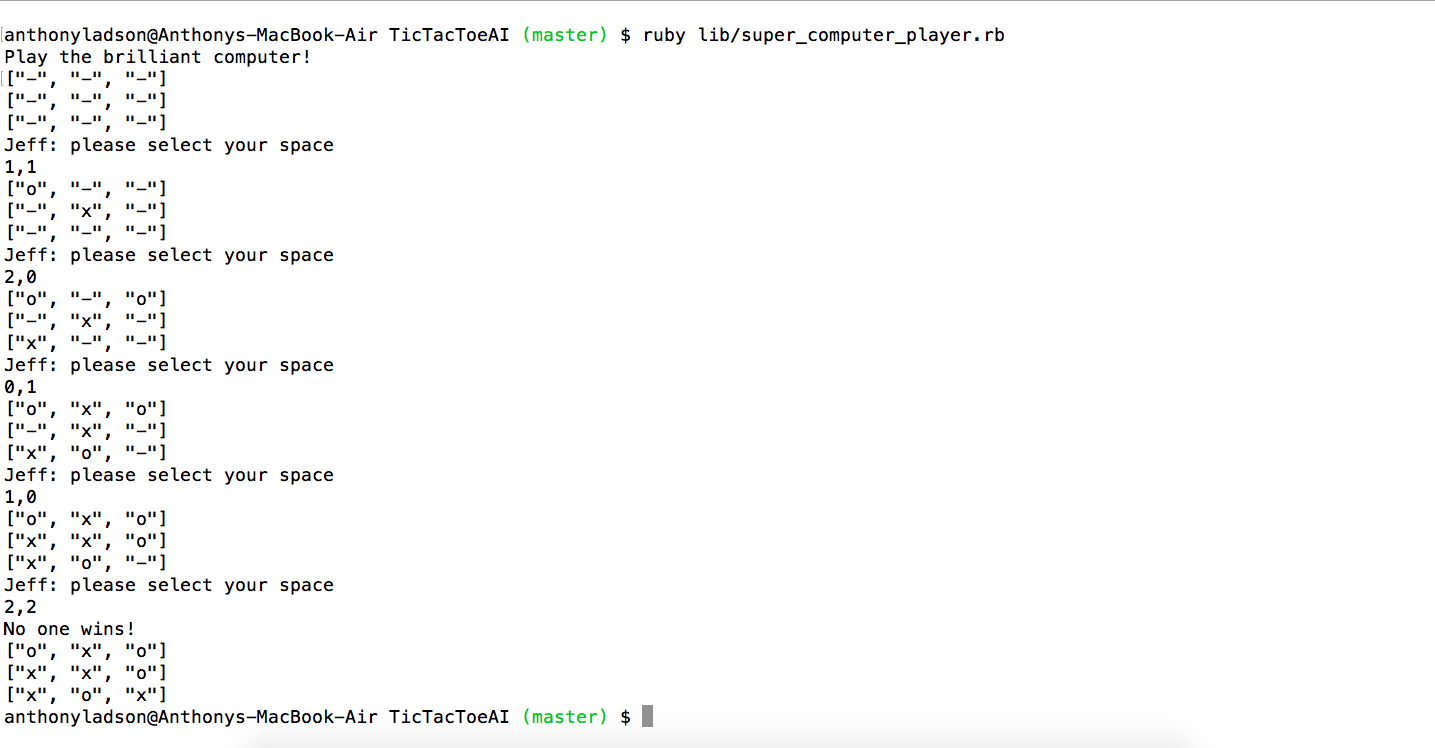 anthonyladson@Anthonys-MacBook-Air TicTacToeAI (master) $ ruby lib/super_computer_player.rb
Play the brilliant computer!
["-", "-", "-"]
["-", "-", "-"]
["-", "-", "-"]
Jeff: please select your space
1,1
["o", "-", "-"]
["-", "x", "-"]
["-", "-", "-"]
Jeff: please select your space
2,0
["o", "-", "o"]
["-", "x", "-"]
["x", "-", "-"]
Jeff: please select your space
0,1
["o", "x", "o"]
["-", "x", "-"]
["x", "o", "-"]
Jeff: please select your space
1,0
["o", "x", "o"]
["x", "x", "o"]
["x", "o", "-"]
Jeff: please select your space
2,2
No one wins!
["o", "x", "o"]
["x", "x", "o"]
["x", "o", "x"]
anthonyladson@Anthonys-MacBook-Air TicTacToeAI (master) $